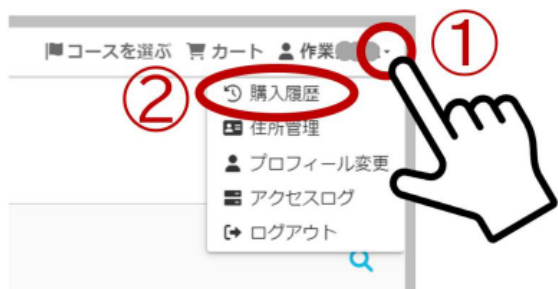 コースを選ぶ カート 作業
①
② 購入履歴
住所管理
プロフィール変更
アクセスログ
ログアウト